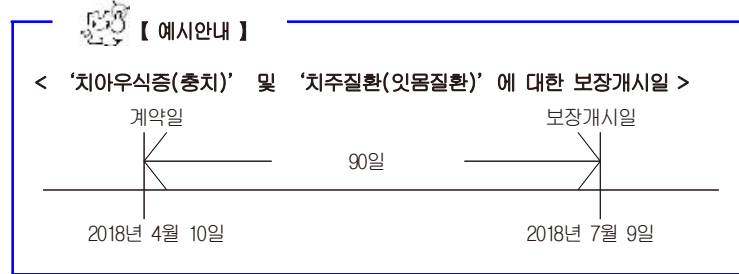 【 예시안내 】
< ‘치아우식증(충치)’ 및 ‘치주질환(잇몸질환)’ 에 대한 보장개시일 >
계약일 보장개시일
90일
2018년 4월 10일 2018년 7월 9일